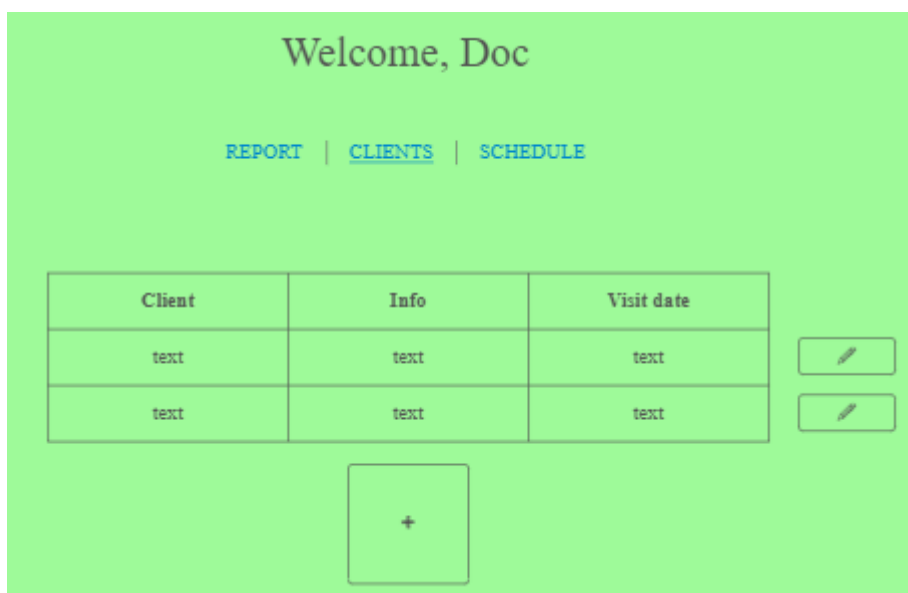 Welcome, Doc
REPORT | CLIENTS | SCHEDULE
Client Info Visit date
text text text
text text text
+